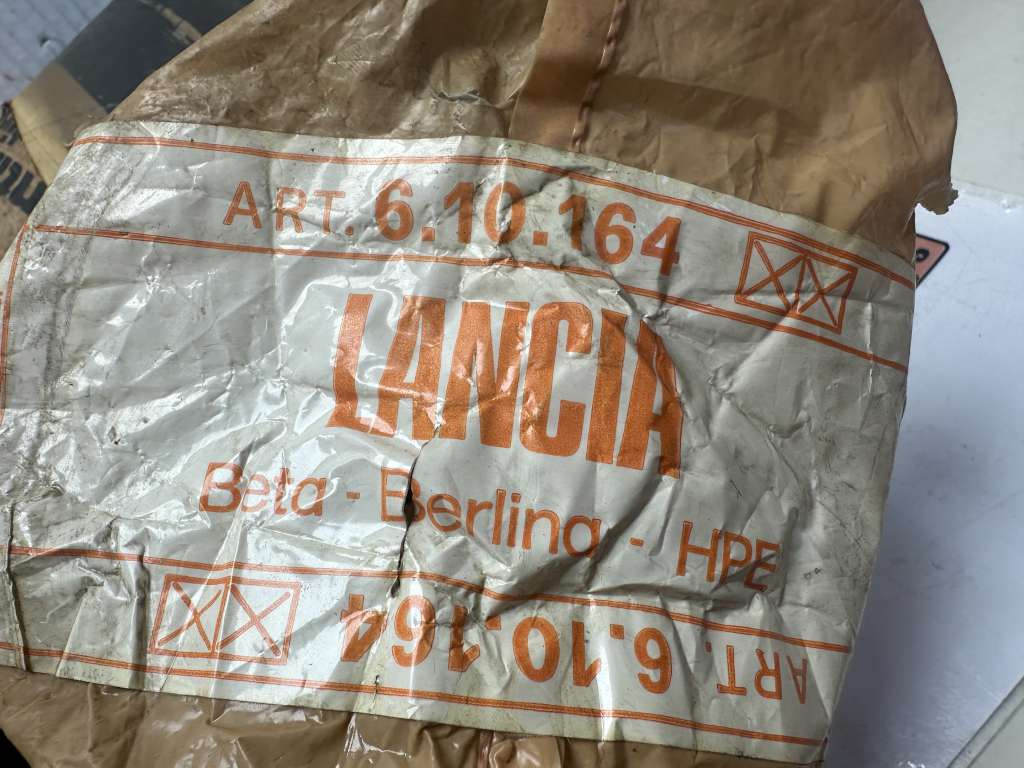 ART. 6.10.164
LANCIA
Beta - Berlina - HPE
ART. 6.10.164